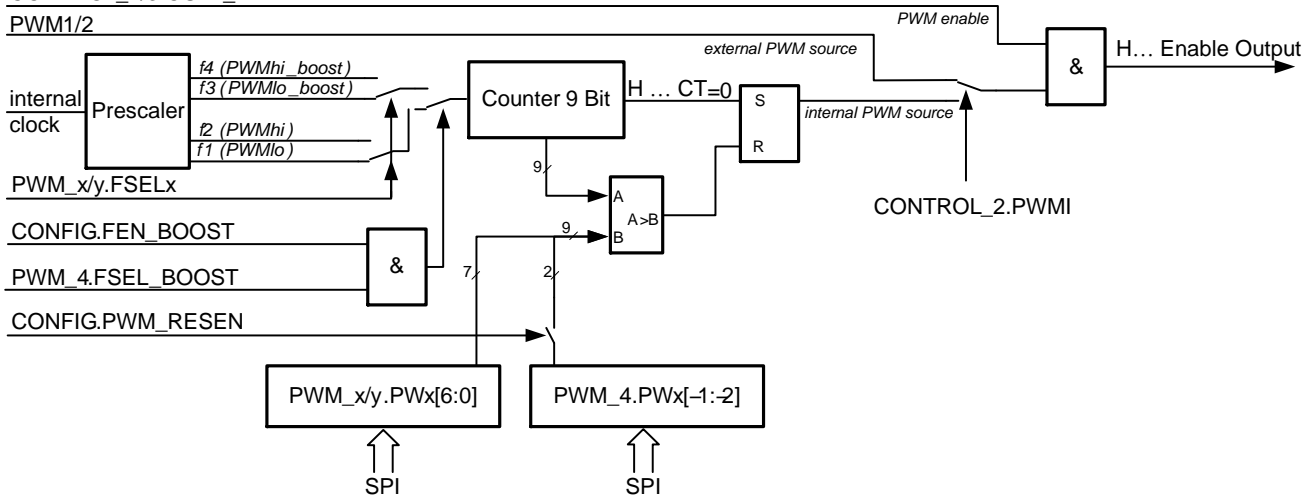 PWM1/2
PWM enable
external PWM source
H... Enable Output
&
f4 (PWMhi_boost)
f3 (PWMlo_boost)
internal
clock
Prescaler
Counter 9 Bit
H ... CT=0
S
R
internal PWM source
f2 (PWMhi)
f1 (PWMlo)
9
PWM_x/y.FSELx
A
A>B
B
CONTROL_2.PWMI
CONFIG.FEN_BOOST
9
&
7
2
PWM_4.FSEL_BOOST
CONFIG.PWM_RESEN
PWM_x/y.PWx[6:0]
PWM_4.PWx[–1:–2]
SPI
SPI